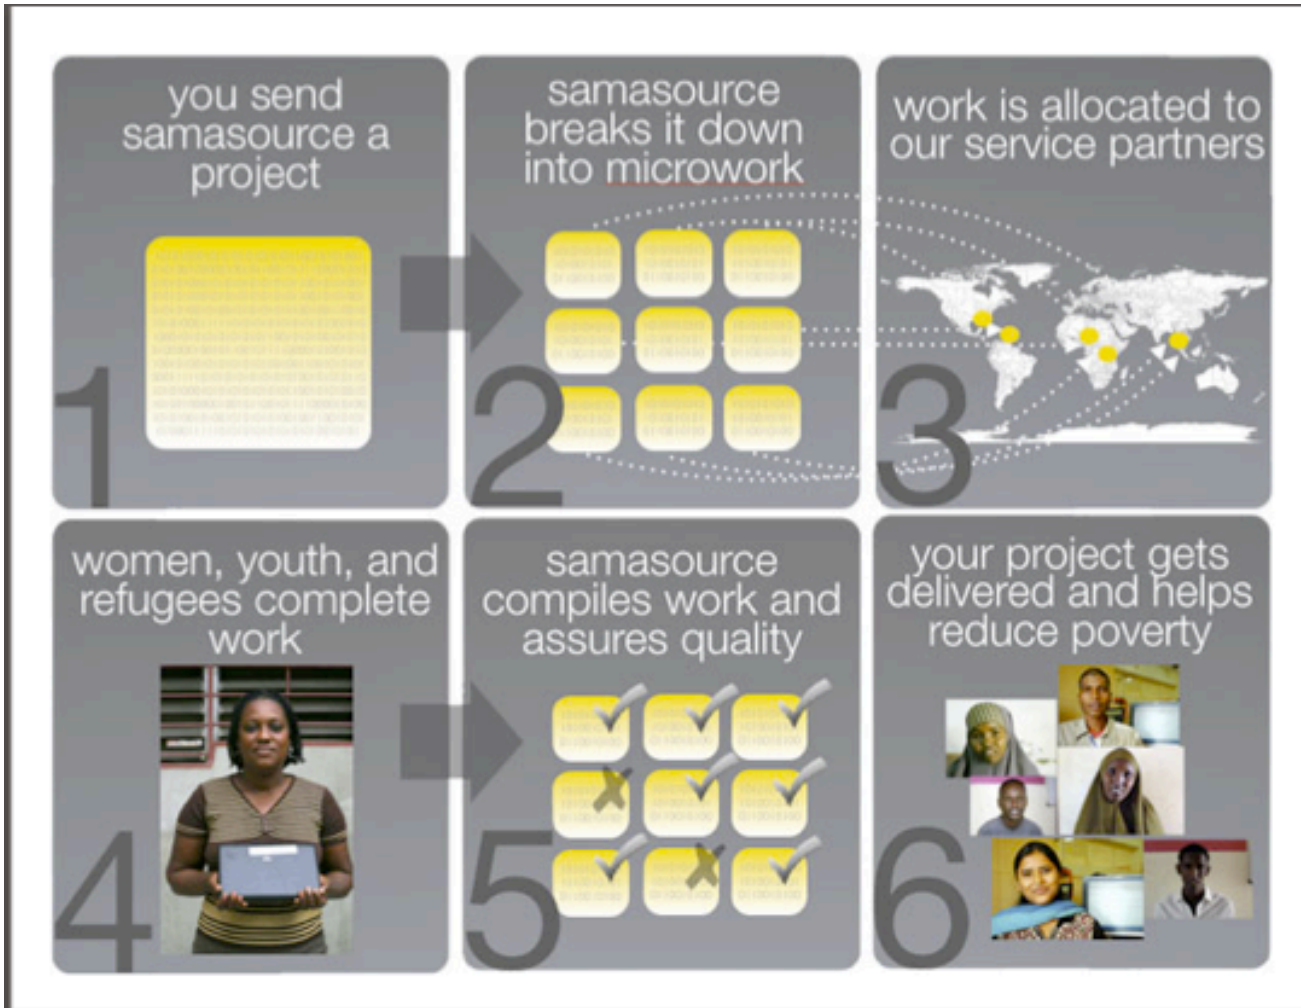 you send
samasource a
project
1
samasource
breaks it down
into microwork
2
work is allocated to
our service partners
3
women, youth, and
refugees complete
work
4
samasource
compiles work and
assures quality
5
your project gets
delivered and helps
reduce poverty
6